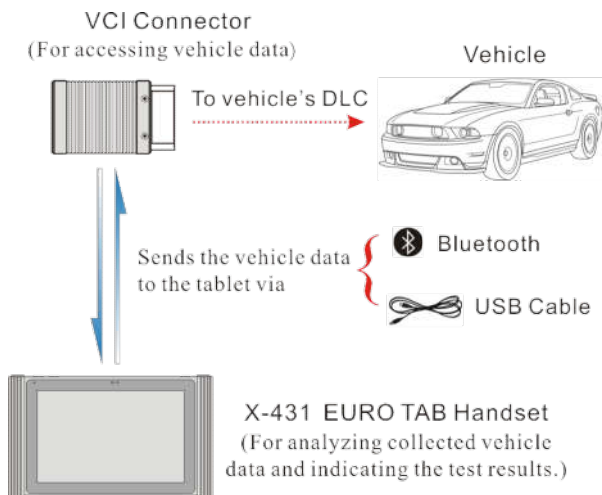 VCI Connector
(For accessing vehicle data)
Vehicle
To vehicle's DLC
Sends the vehicle data
to the tablet via
Bluetooth
USB Cable
X-431 EURO TAB Handset
(For analyzing collected vehicle
data and indicating the test results.)